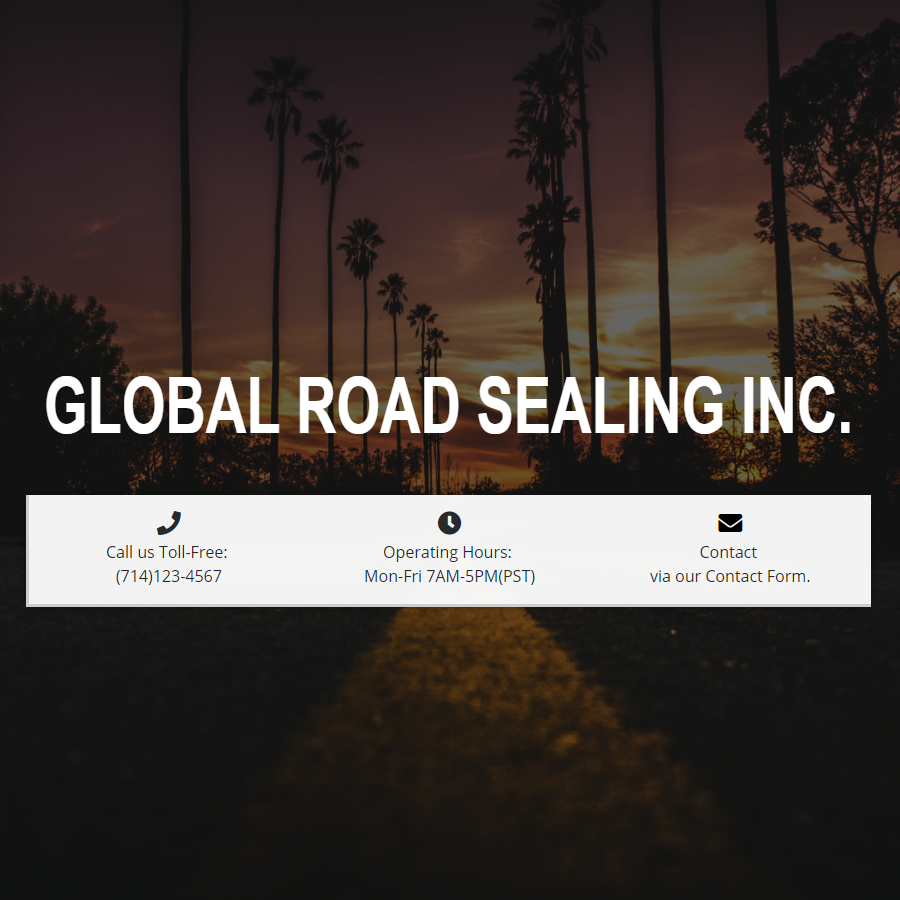 GLOBAL ROAD SEALING INC.
Call us Toll-Free:
(714)123-4567
Operating Hours:
Mon-Fri 7AM-5PM(PST)
Contact
via our Contact Form.